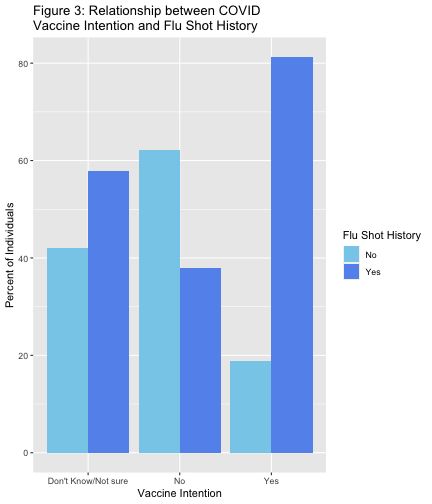 Figure 3: Relationship between COVID
Vaccine Intention and Flu Shot History
80
60
40
20
0
Percent of Individuals
Don't Know/Not sure
No
Yes
Vaccine Intention
Flu Shot History
No
Yes